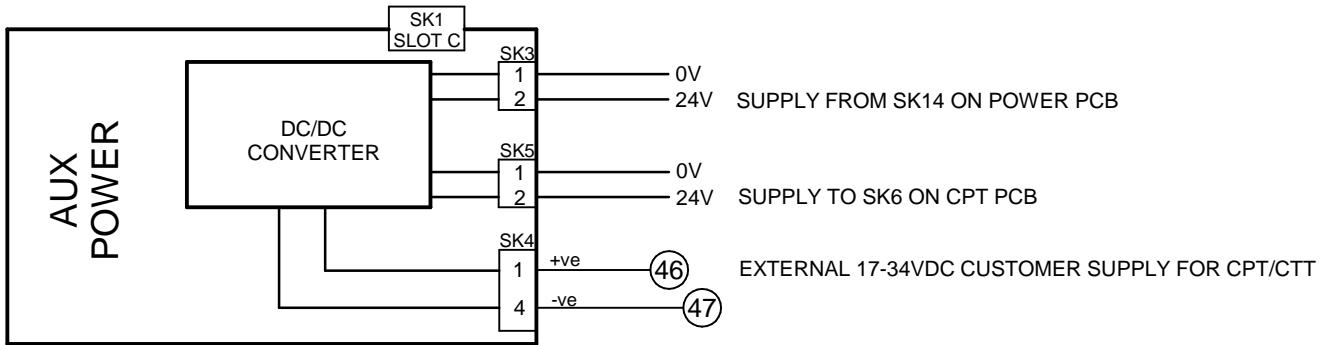 SK1
SLOT C
SK3
1
0V
2
24V
SUPPLY FROM SK14 ON POWER PCB
DC/DC
CONVERTER
AUX
POWER
SK5
1
0V
2
24V
SUPPLY TO SK6 ON CPT PCB
SK4
1
+ve
46
EXTERNAL 17-34VDC CUSTOMER SUPPLY FOR CPT/CTT
4
-ve
47